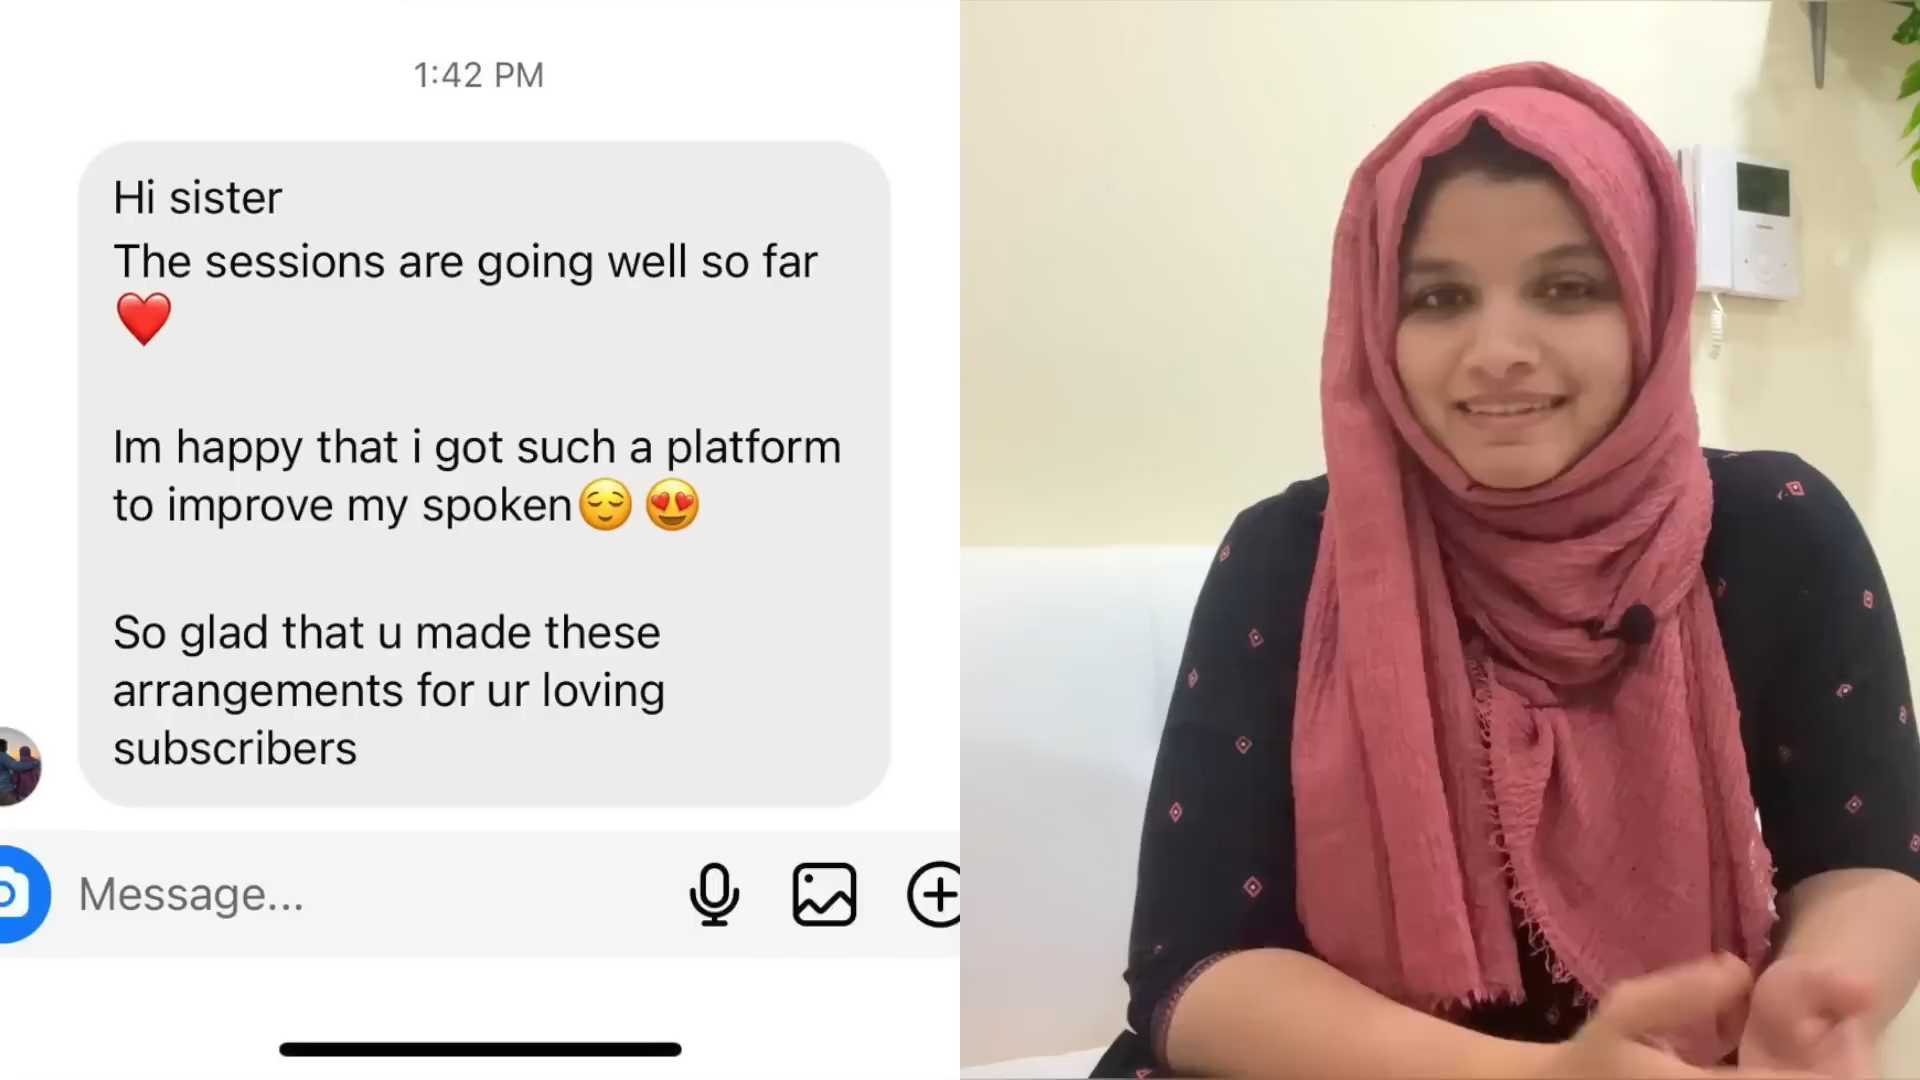 1:42 PM
Hi sister
The sessions are going well so far
❤️
Im happy that i got such a platform
to improve my spoken😌 😍
So glad that u made these
arrangements for ur loving
subscribers
Message...